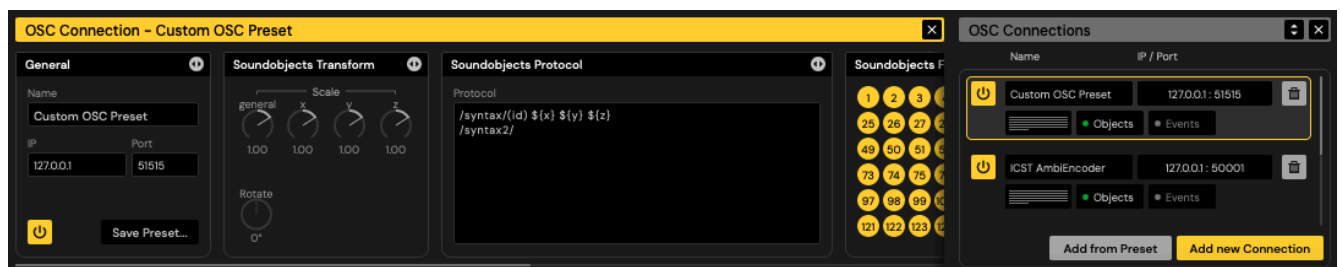 OSC Connection - Custom OSC Preset
General
Name
Custom OSC Preset
IP Port
127.0.0.1 51515
Save Preset...
Soundobjects Transform
Scale
general x y z
1.00 1.00 1.00 1.00
Rotate
0°
Soundobjects Protocol
Protocol
/syntax/(id) ${x} ${y} ${z}
/syntax2/
Soundobjects
1 2 3
25 26 27
49 50 51
73 74 75
97 98 99
121 122 123
OSC Connections
Name IP / Port
Custom OSC Preset 127.0.0.1 : 51515
Objects Events
ICST AmbiEncoder 127.0.0.1 : 50001
Objects Events
Add from Preset Add new Connection